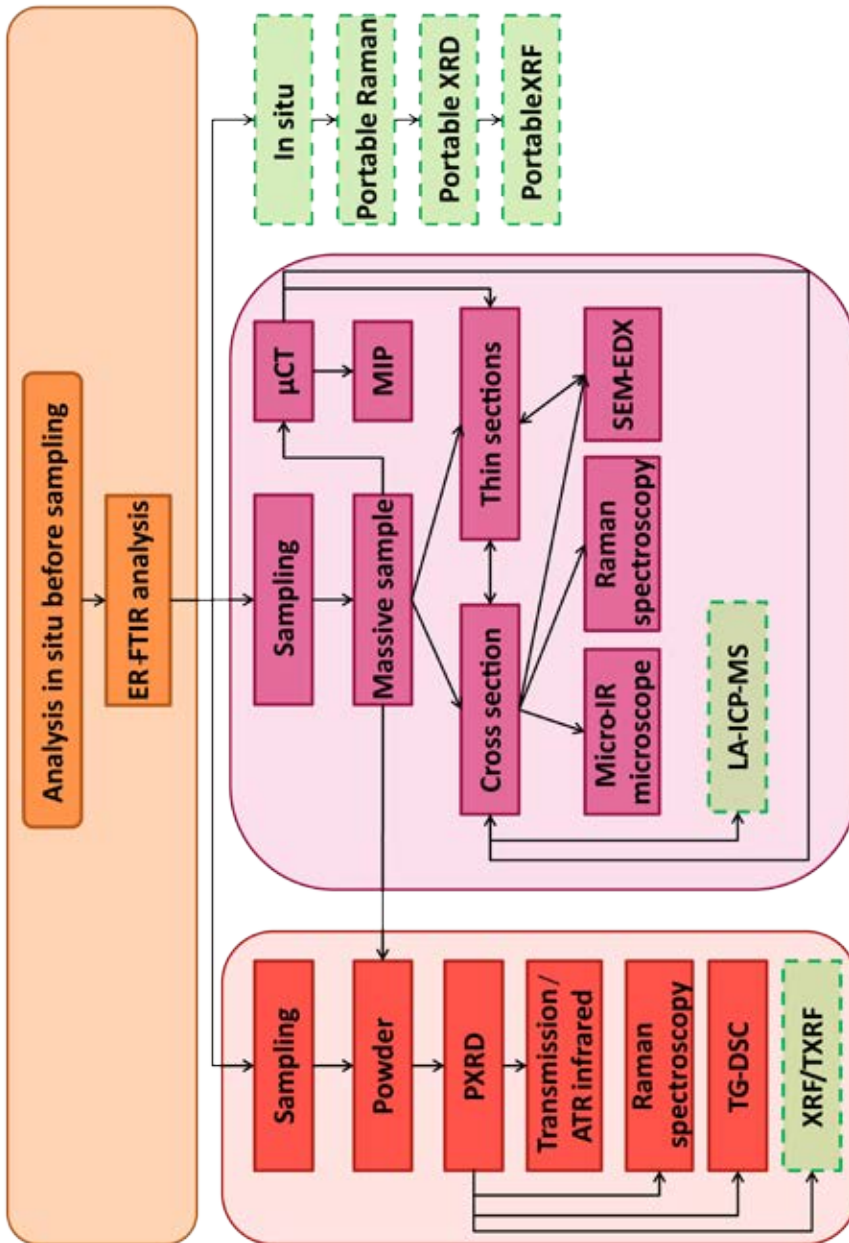 Analysis in situ before sampling
ER-FTIR analysis
Sampling
Powder
PXRD
Transmission /
ATR infrared
Raman
spectroscopy
TG-DSC
XRF/TXRF
Sampling
Massive sample
µCT
MIP
Cross section
Thin sections
Micro-IR
microscope
Raman
spectroscopy
SEM-EDX
LA-ICP-MS
In situ
Portable Raman
Portable XRD
PortableXRF